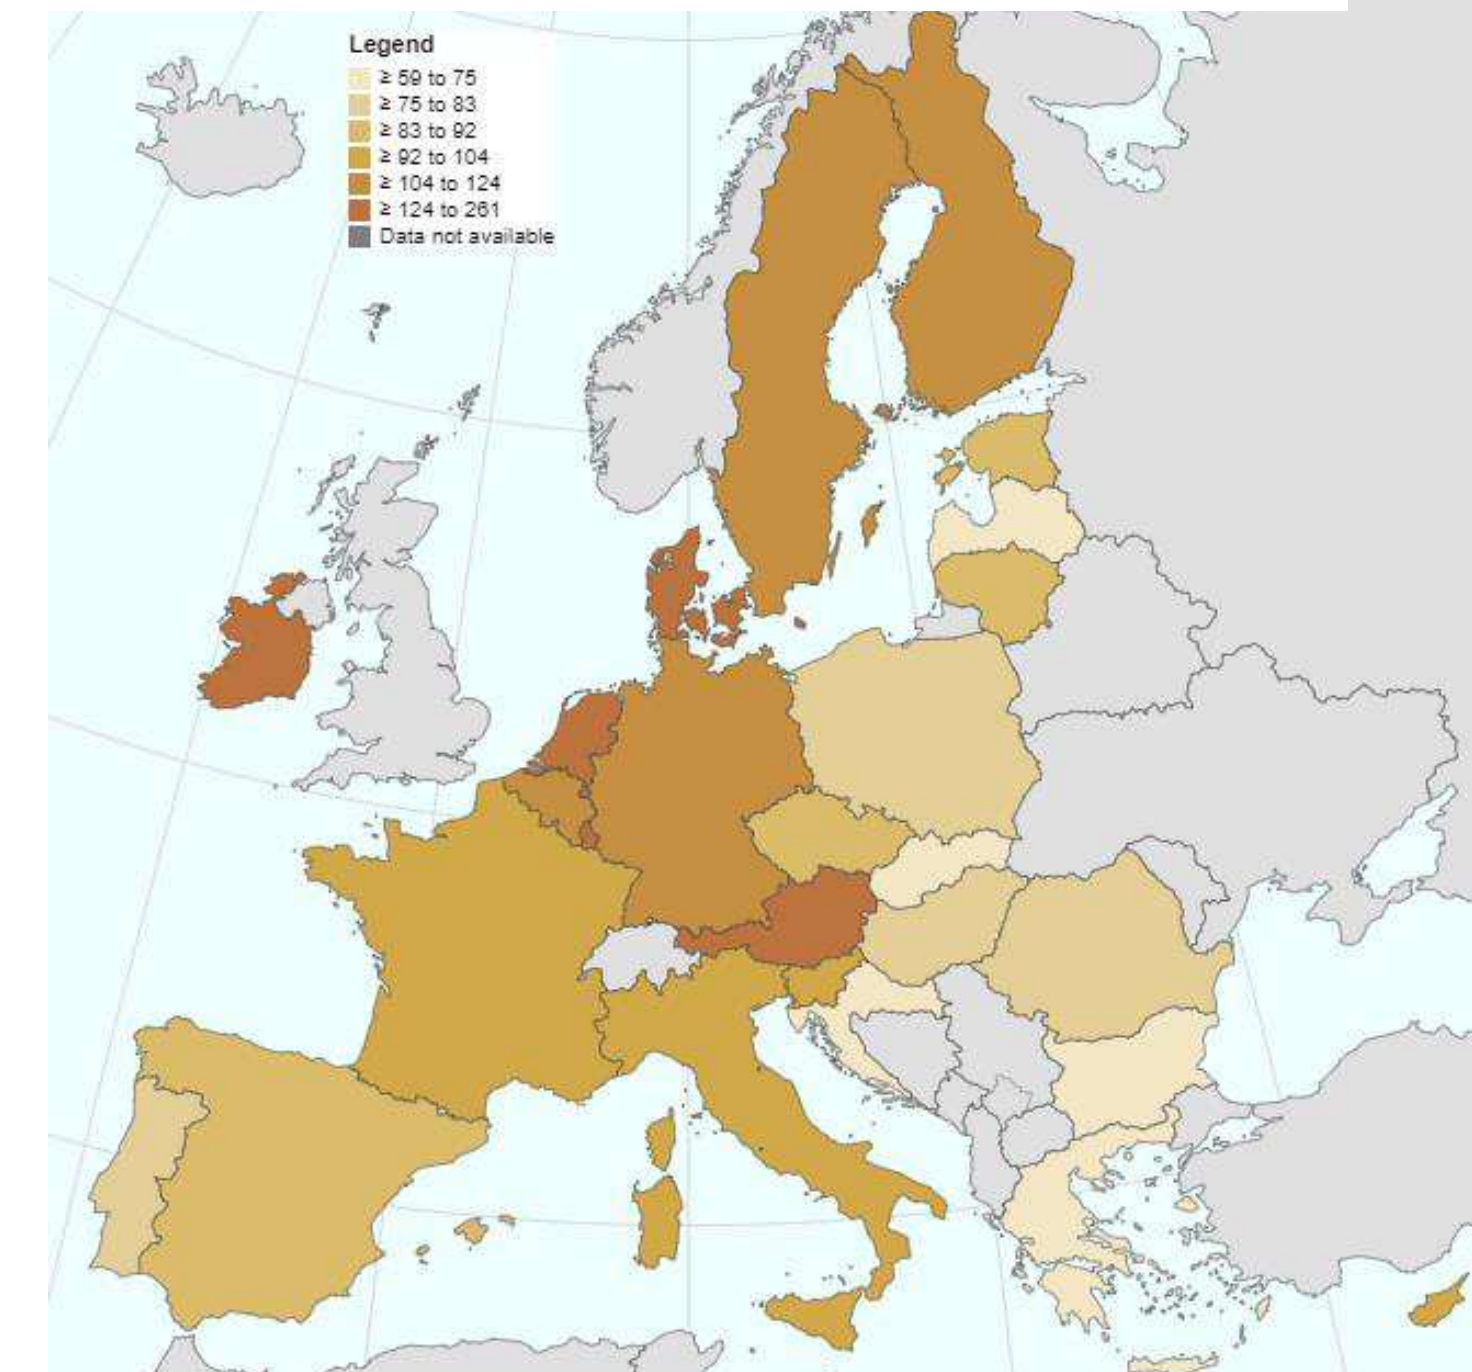 Legend
≥ 59 to 75
≥ 75 to 83
≥ 83 to 92
≥ 92 to 104
≥ 104 to 124
≥ 124 to 261
Data not available